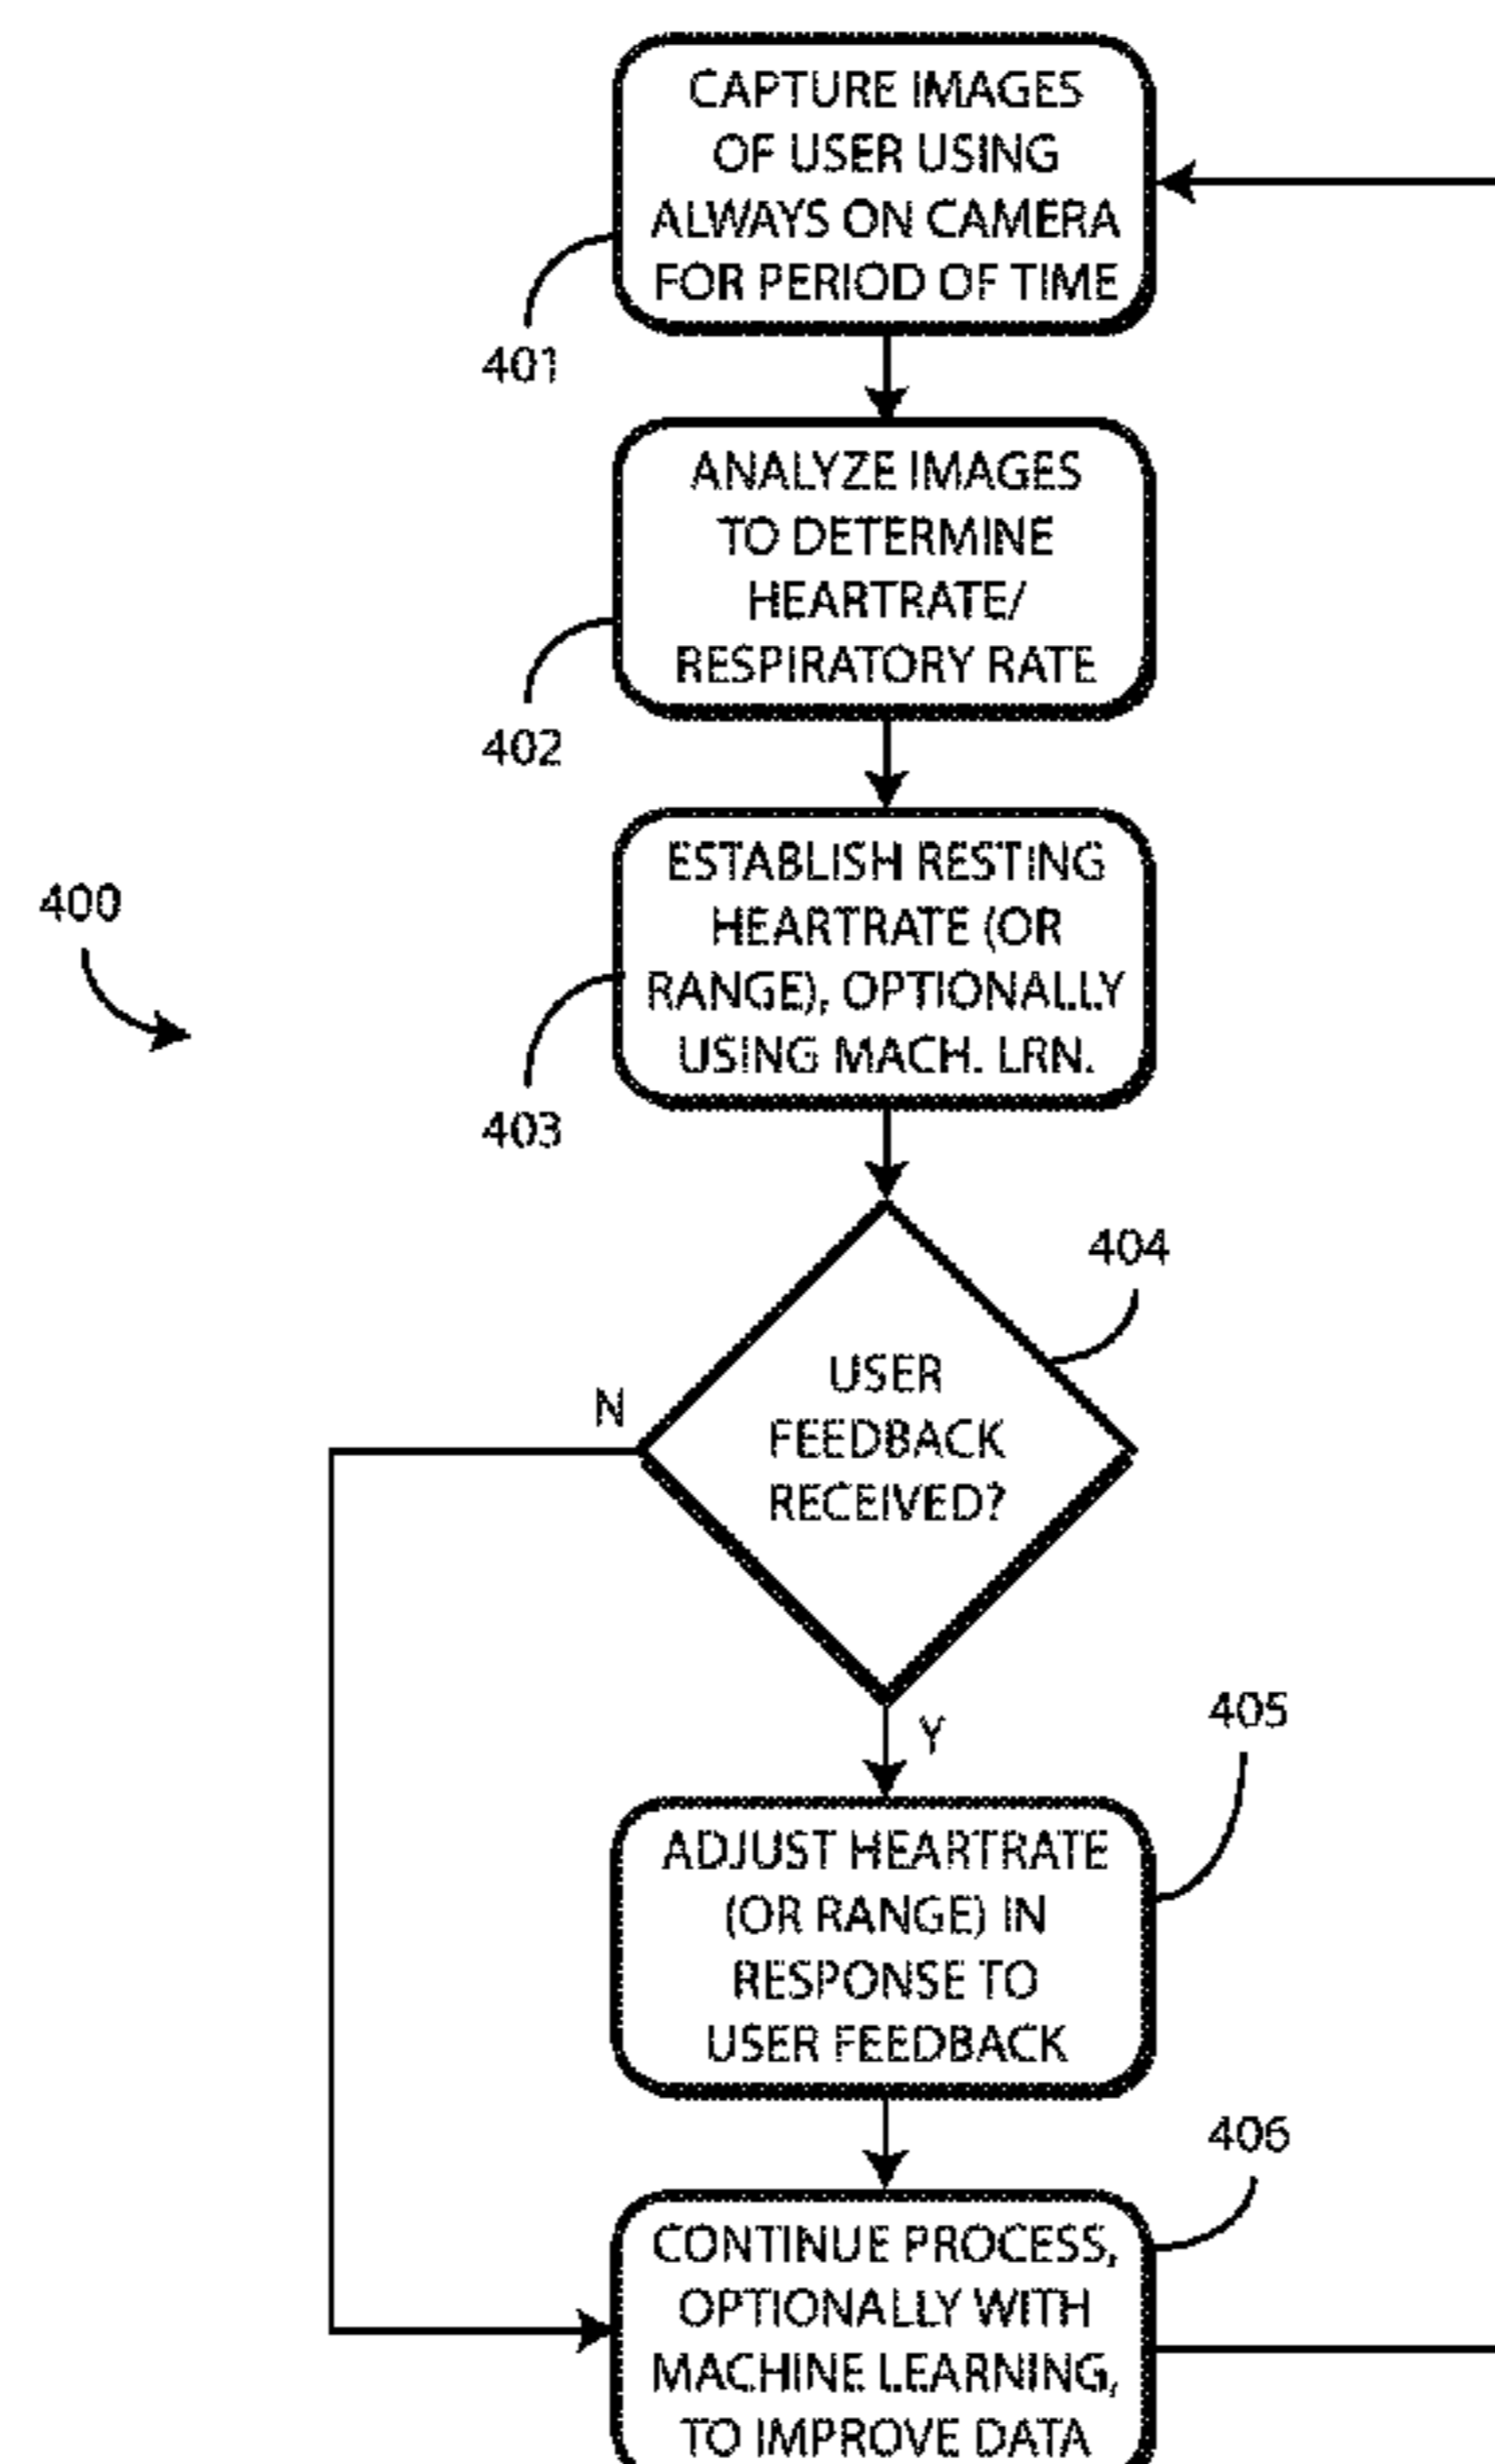 CAPTURE IMAGES
OF USER USING
ALWAYS ON CAMERA
FOR PERIOD OF TIME
401
ANALYZE IMAGES
TO DETERMINE
HEARTRATE/
RESPIRATORY RATE
402
400
ESTABLISH RESTING
HEARTRATE (OR
RANGE), OPTIONALLY
USING MACH. LRN.
403
404
USER
FEEDBACK
RECEIVED?
N
Y
405
ADJUST HEARTRATE
(OR RANGE) IN
RESPONSE TO
USER FEEDBACK
406
CONTINUE PROCESS,
OPTIONALLY WITH
MACHINE LEARNING,
TO IMPROVE DATA